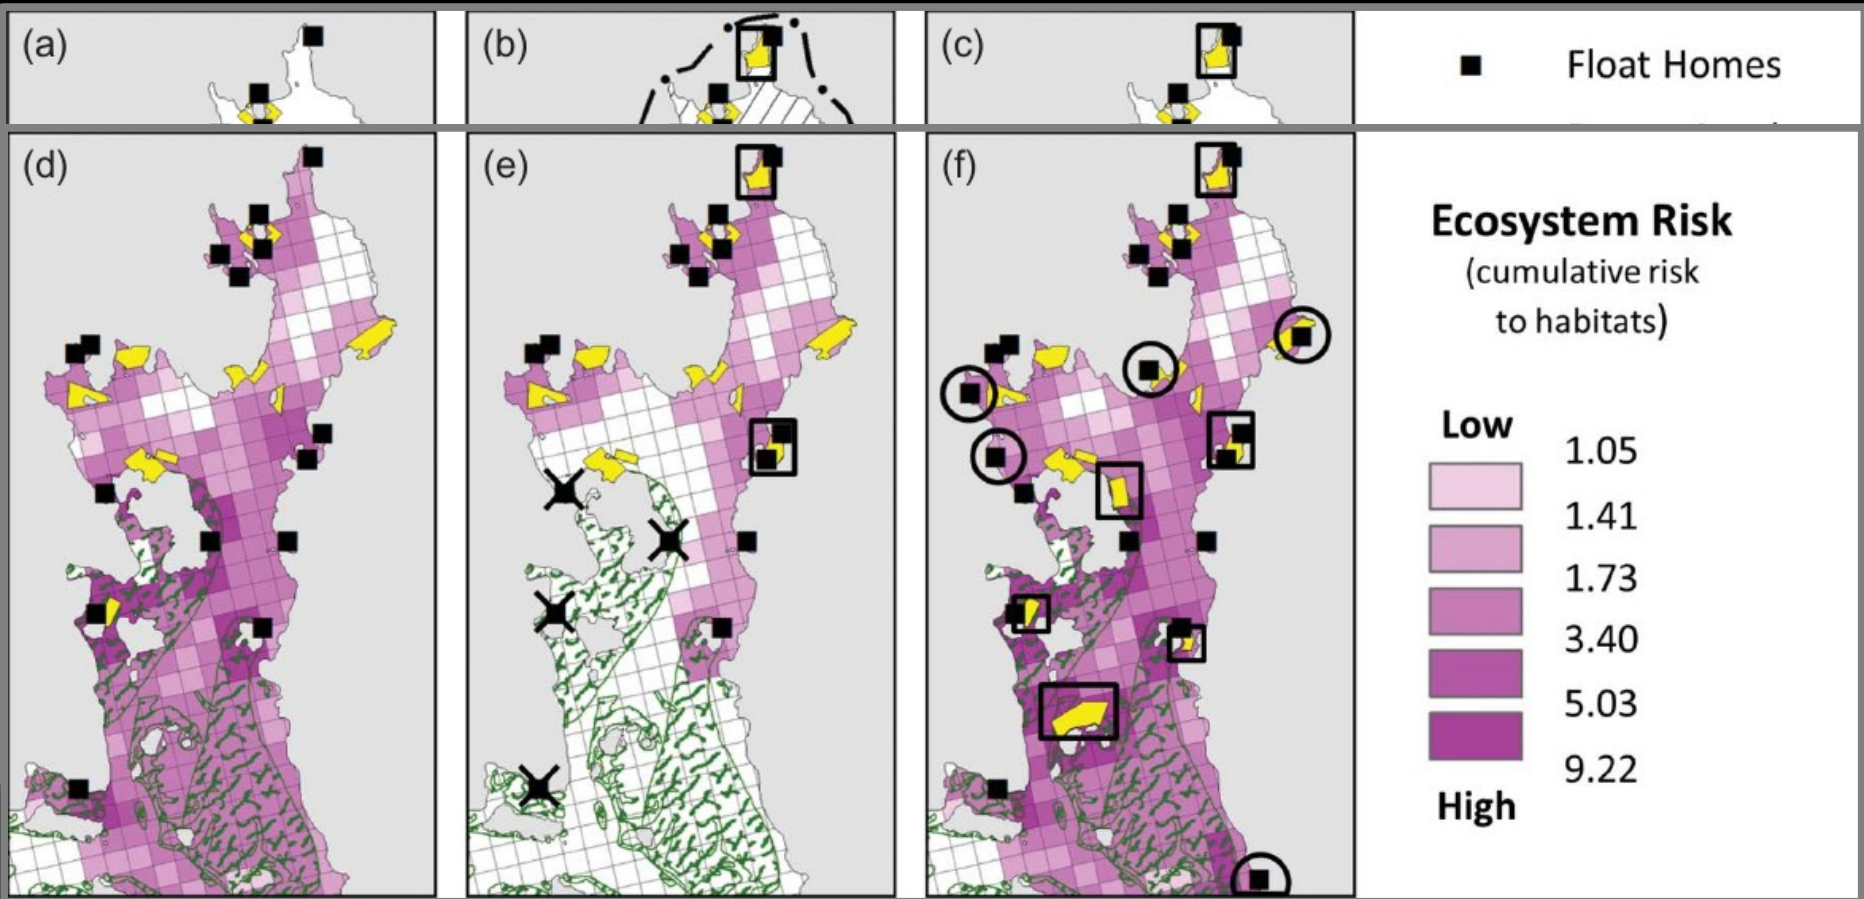 (a)
(b)
(c)
Float Homes
(d)
(e)
(f)
Ecosystem Risk
(cumulative risk
to habitats)
Low
1.05
1.41
1.73
3.40
5.03
9.22
High